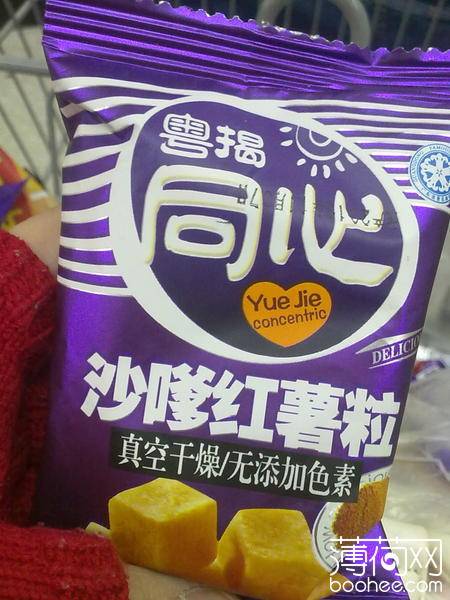 粤揭
同心
Yue Jie
concentric
DELICIO
沙嗲红薯粒
真空干燥/无添加色素
薄荷网
boohee.com